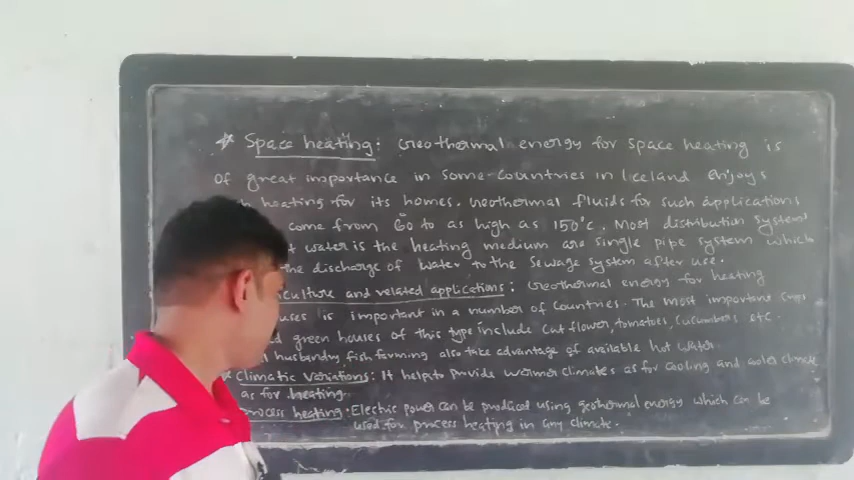 * Space heating: Geothermal energy for space heating is
of great importance in some countries in Iceland enjoys
heating for its homes. Geothermal fluids for such applications
come from 60 to as high as 150°c. Most distribution system
water is the heating medium are single pipe system which
the discharge of water to the sewage system after use.
culture and related applications: Geothermal energy for heating
uses is important in a number of countries. The most important crops
green houses of this type include cut flower, tomatoes, cucumbers etc.
husbandry, fish farming also take advantage of available hot water
* Climatic Variations: It helps to provide warmer climates as for cooling and cooler climate
as for heating.
process heating: Electric power can be produced using geothermal energy which can be
used for process heating in any climate.